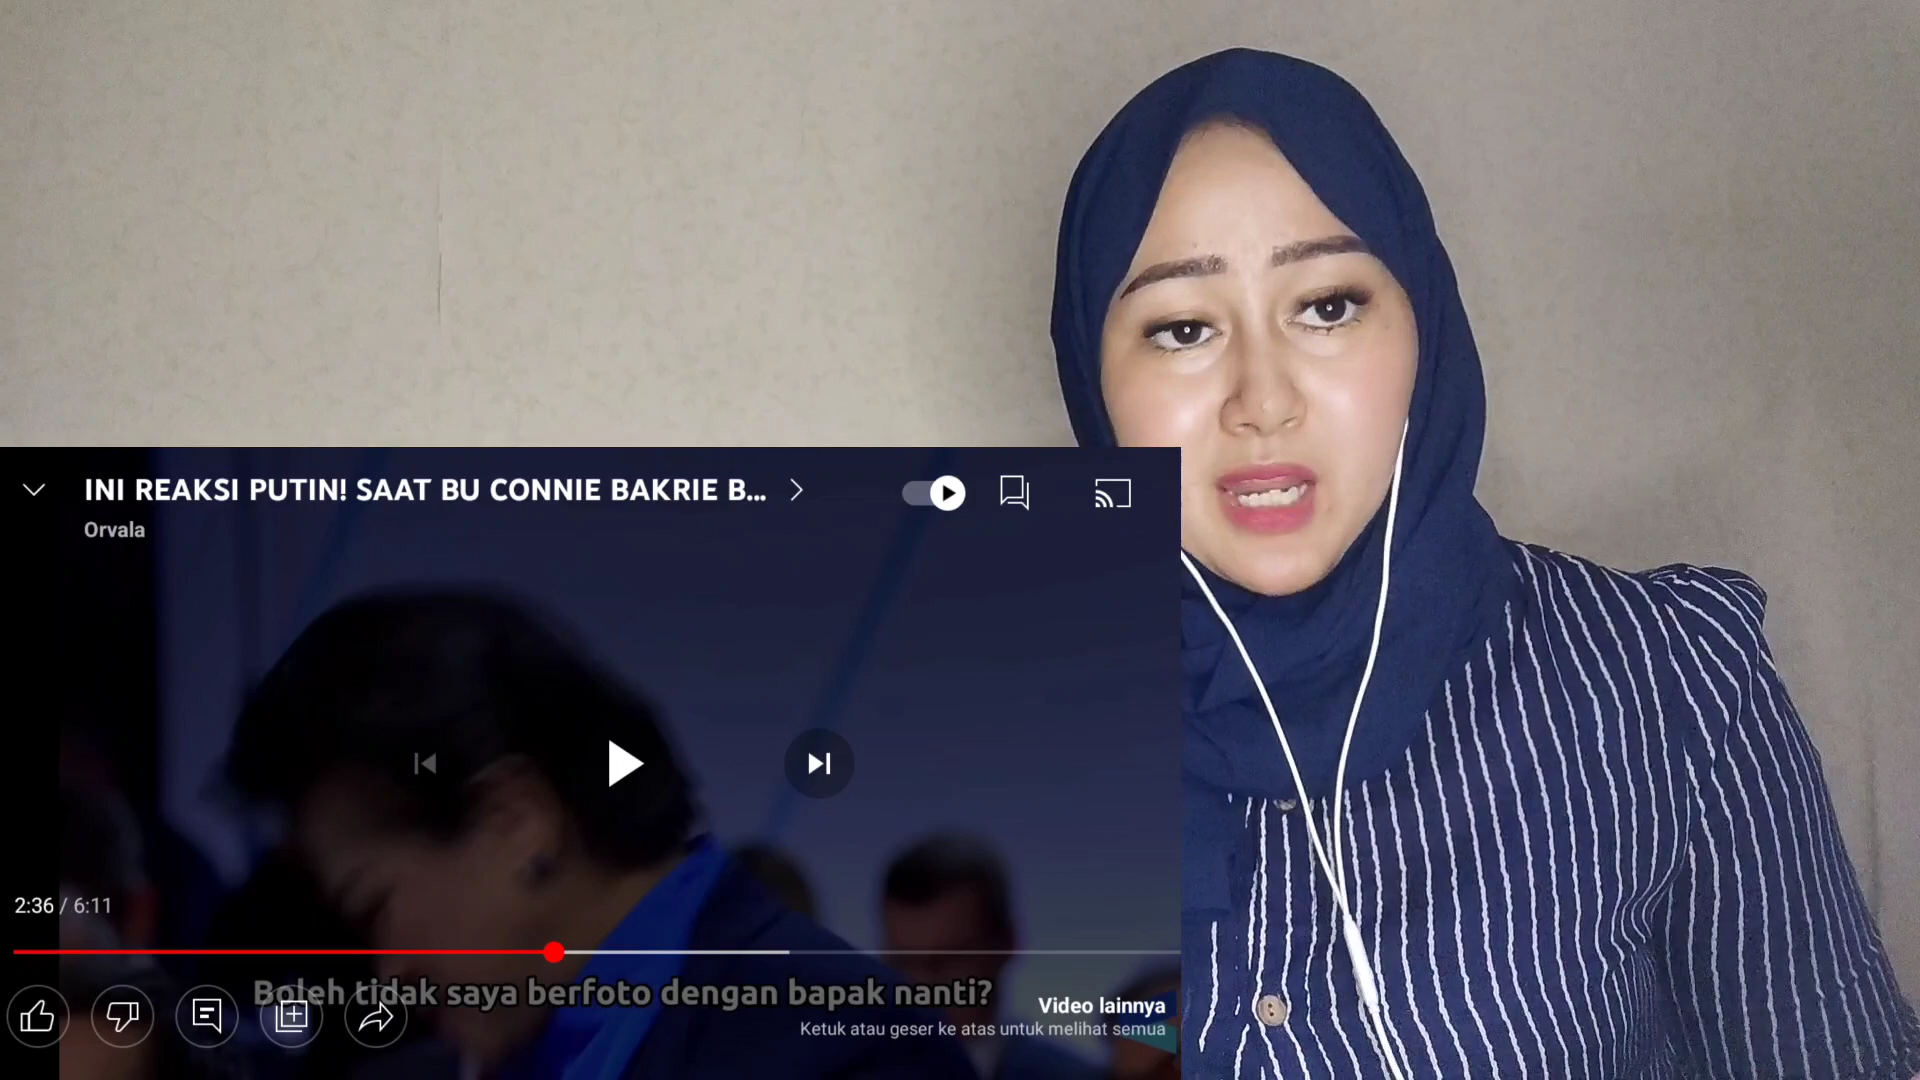 INI REAKSI PUTIN! SAAT BU CONNIE BAKRIE B...
Orvala
2:36 / 6:11
Boleh tidak saya berfoto dengan bapak nanti?
Video lainnya
Ketuk atau geser ke atas untuk melihat semua